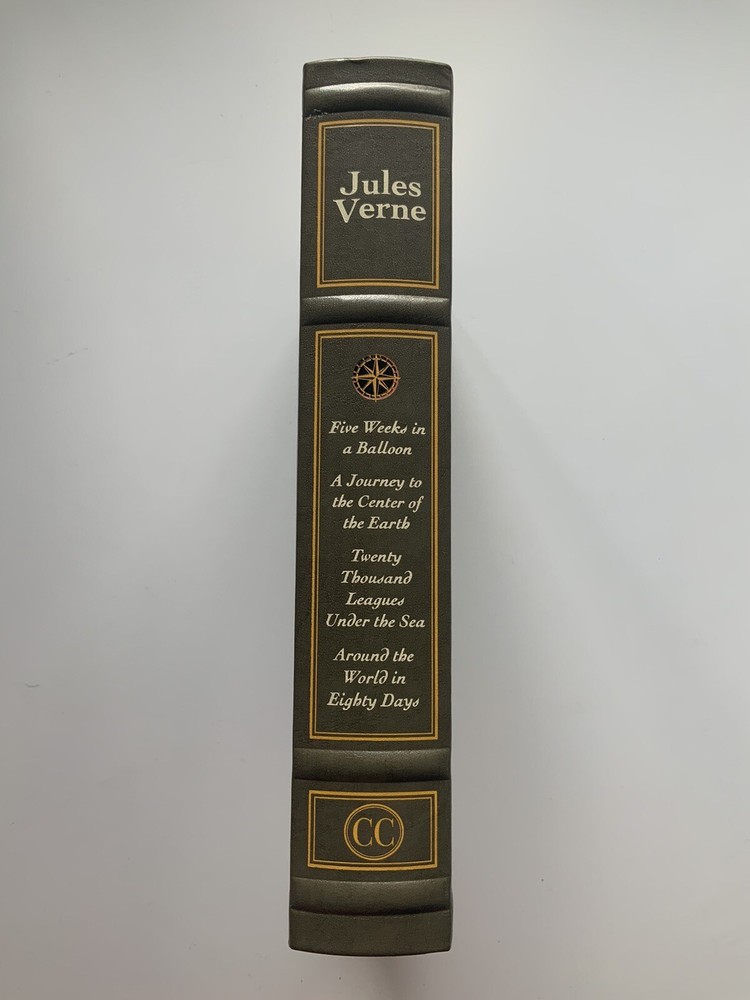 Jules
Verne
Five Weeks in
a Balloon
A Journey to
the Center of
the Earth
Twenty
Thousand
Leagues
Under the Sea
Around the
World in
Eighty Days
CC